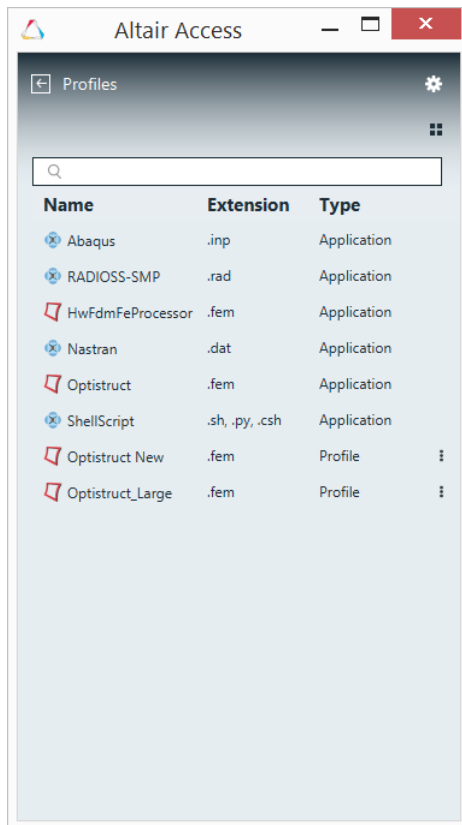 Altair Access
Profiles
Name Extension Type
Abaqus .inp Application
RADIOSS-SMP .rad Application
HwFdmFeProcessor .fem Application
Nastran .dat Application
Optistruct .fem Application
ShellScript .sh, .py, .csh Application
Optistruct New .fem Profile
Optistruct_Large .fem Profile